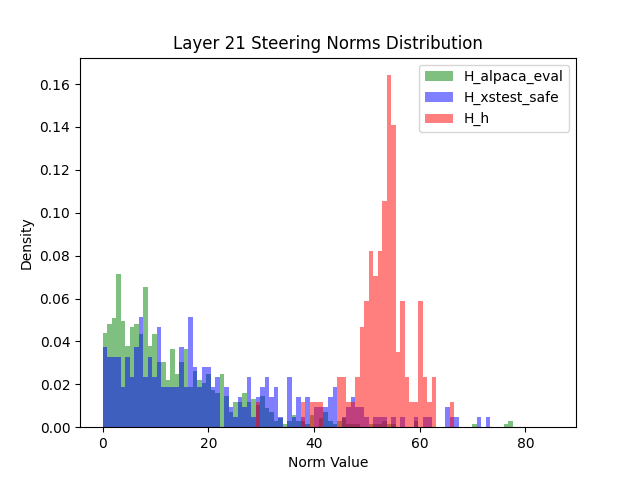 Layer 21 Steering Norms Distribution
H_alpaca_eval
H_xstest_safe
H_h
0.16
0.14
0.12
0.10
0.08
0.06
0.04
0.02
0.00
Density
0 20 40 60 80
Norm Value